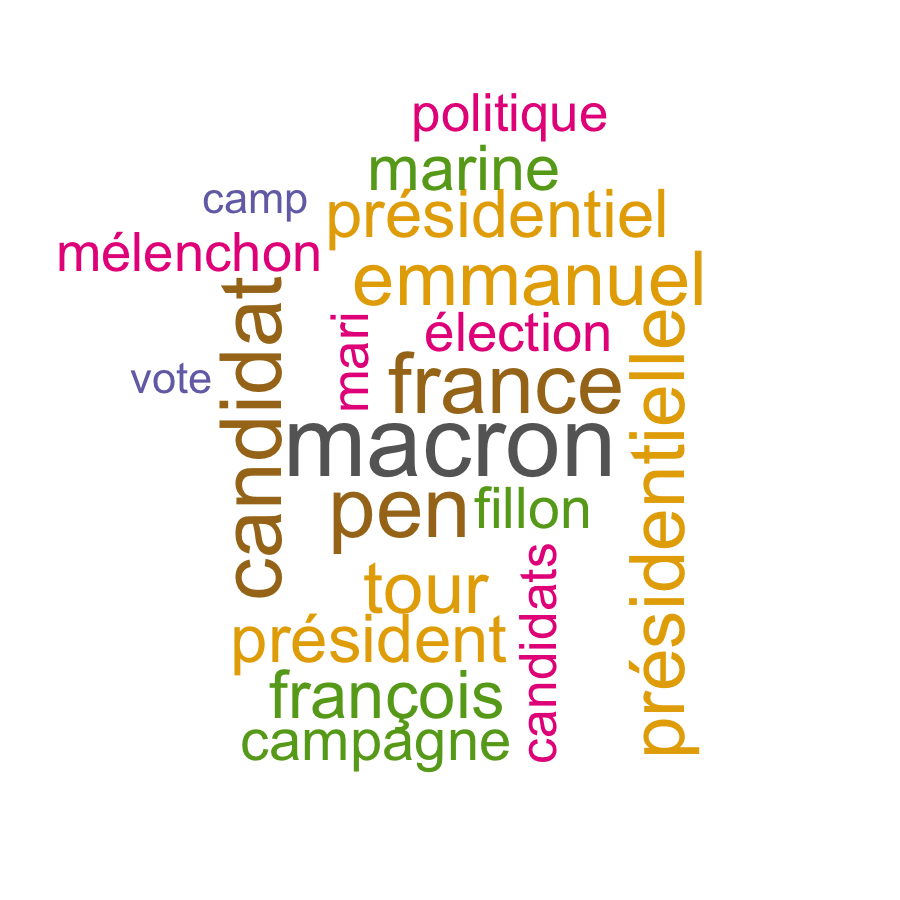 politique
marine
camp
présidentiel
mélenchon
emmanuel
candidat
mari
élection
présidentielle
vote
france
macron
pen
fillon
tour
candidats
président
françois
campagne